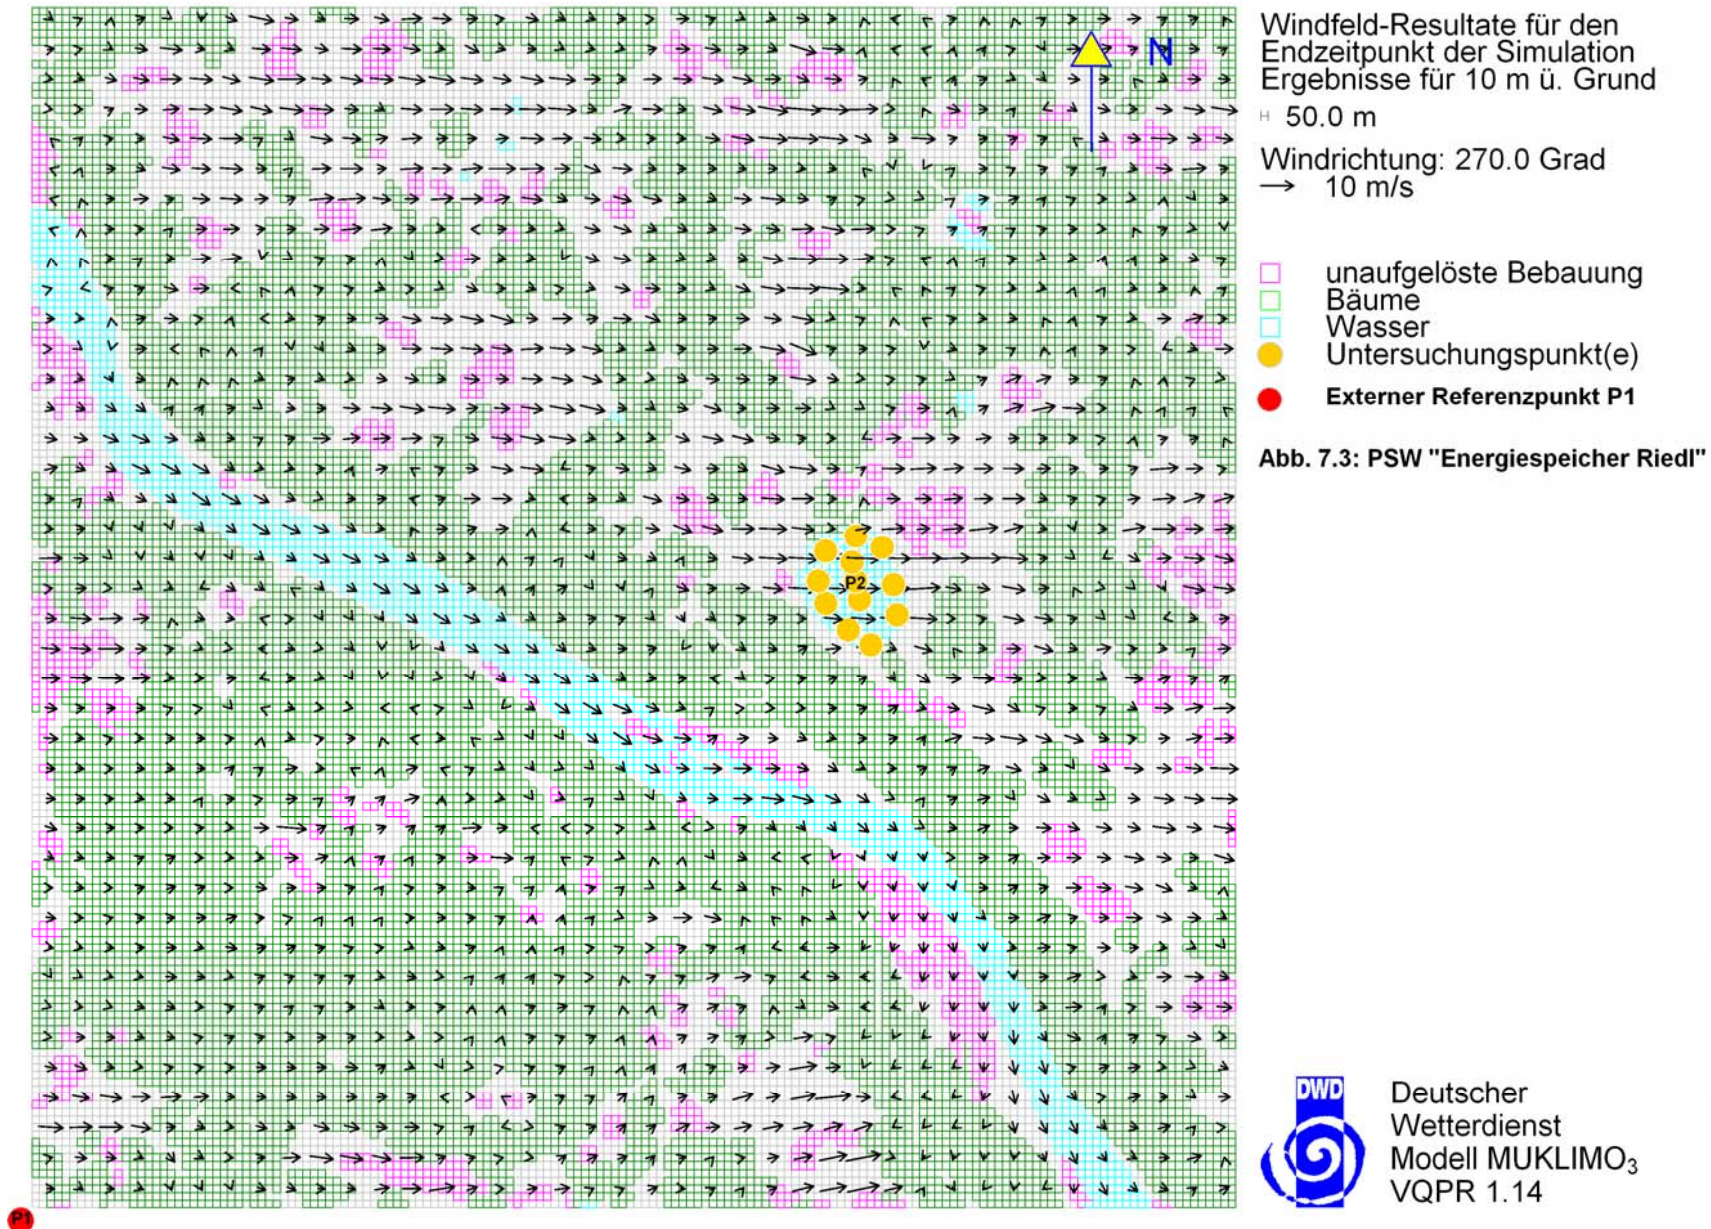 Windfeld-Resultate für den
Endzeitpunkt der Simulation
Ergebnisse für 10 m ü. Grund
H 50.0 m
Windrichtung: 270.0 Grad
10 m/s
unaufgelöste Bebauung
Bäume
Wasser
Untersuchungspunkt(e)
Externer Referenzpunkt P1
Abb. 7.3: PSW "Energiespeicher Riedl"
N
P2
P1
DWD
Deutscher
Wetterdienst
Modell MUKLIMO₃
VQPR 1.14